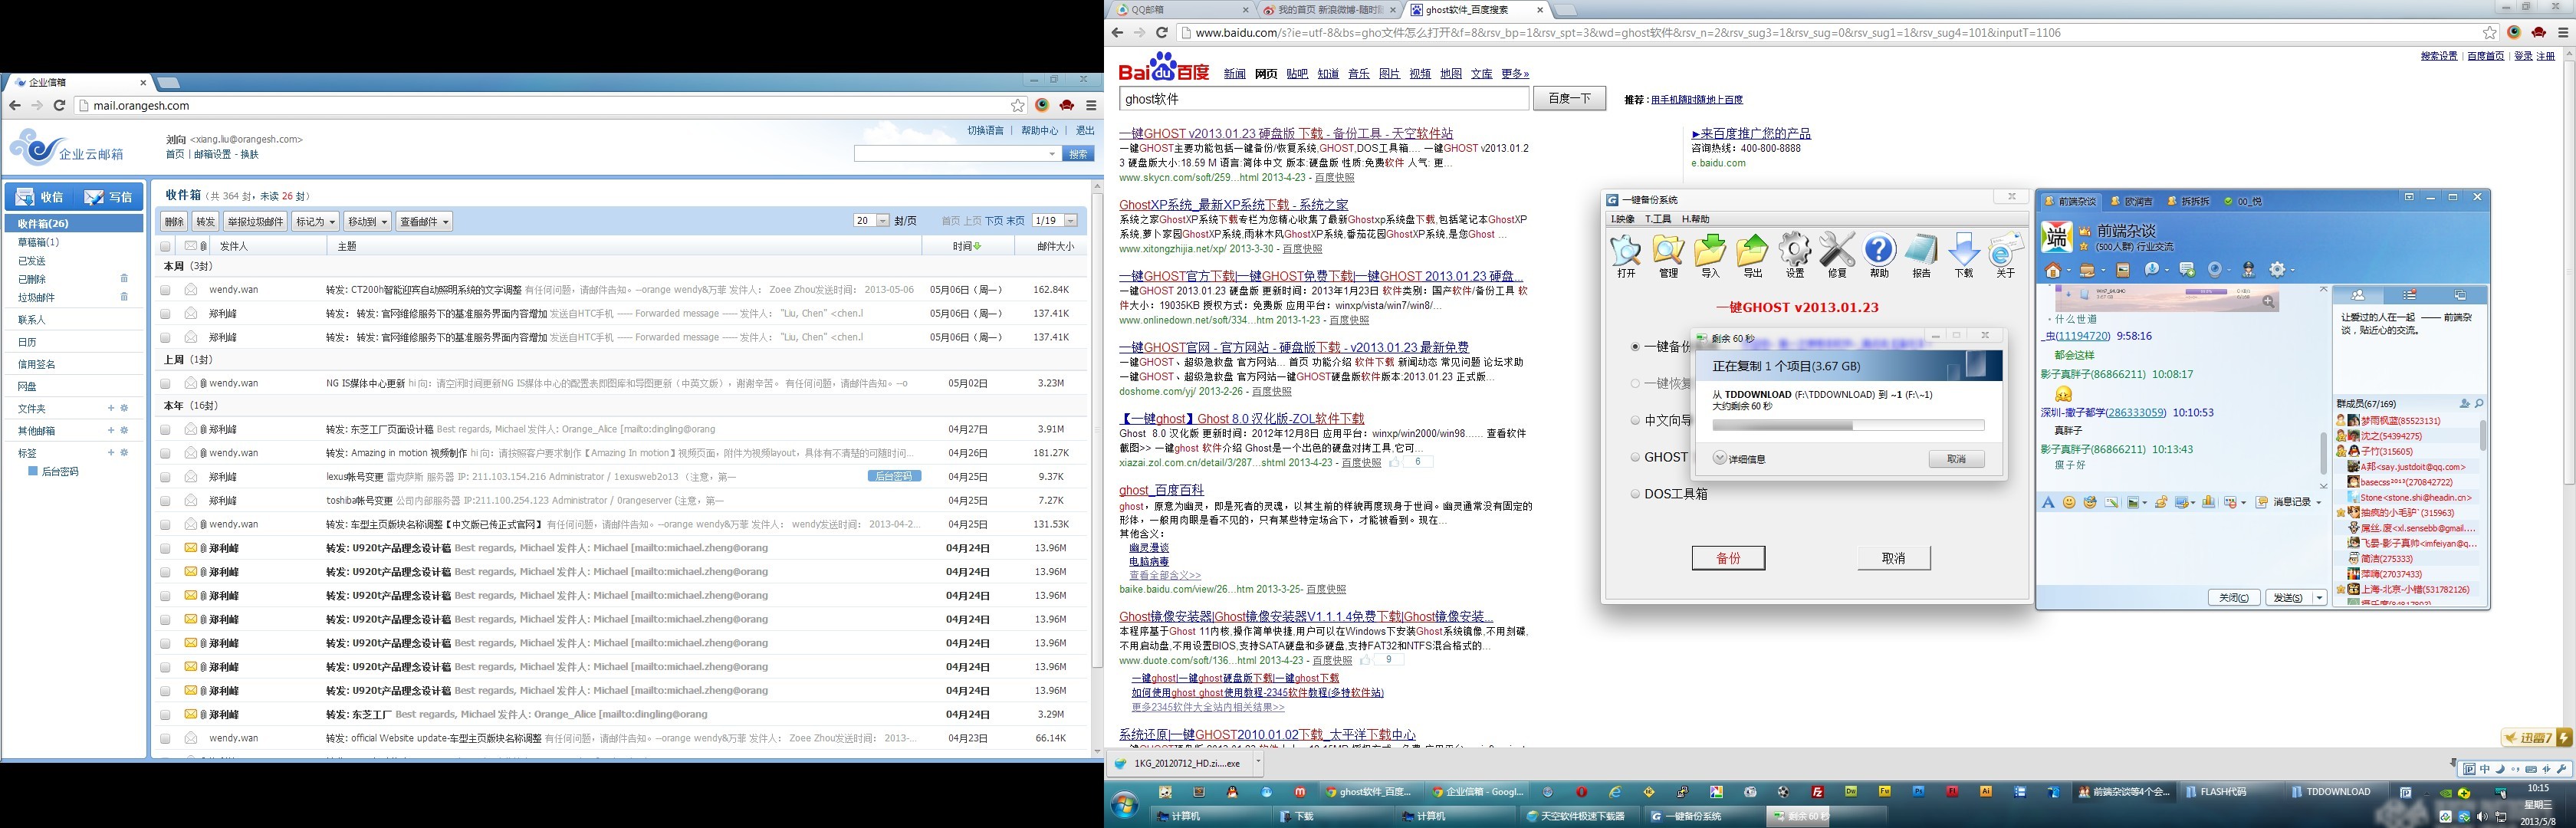 企业信箱
mail.orangesh.com
企业云邮箱
刘向 <xiang.liu@orangesh.com>
首页 | 邮箱设置 - 换肤
切换语言 | 帮助中心 | 退出
搜索
收信 写信
收件箱(26)
草稿箱(1)
已发送
已删除
垃圾邮件
联系人
日历
信用签名
网盘
文件夹
其他邮箱
标签
后台密码
收件箱 (共 364 封, 未读 26 封)
删除 转发 举报垃圾邮件 标记为 移动到 查看邮件
20 封/页 首页 上页 下页 末页 1/19
发件人 主题 时间 邮件大小
本周 (3封)
wendy.wan 转发: CT200h智能迎宾自动照明系统的文字调整 有任何问题，请邮件告知。--orange wendy&万菲 发件人: Zoee Zhou发送时间: 2013-05-06 05月06日 (周一) 162.84K
郑利峰 转发: 转发: 官网维修服务下的基准服务界面内容增加 发送自HTC手机 ----- Forwarded message ----- 发件人: "Liu, Chen" <chen.l 05月06日 (周一) 137.41K
郑利峰 转发: 转发: 官网维修服务下的基准服务界面内容增加 发送自HTC手机 ----- Forwarded message ----- 发件人: "Liu, Chen" <chen.l 05月06日 (周一) 137.41K
上周 (1封)
wendy.wan NG IS媒体中心更新 hi 向：请空闲时间更新NG IS媒体中心的配置表即图库和导图更新（中英文版），谢谢辛苦。 有任何问题，请邮件告知。--o 05月02日 3.23M
本年 (16封)
郑利峰 转发: 东芝工厂页面设计稿 Best regards, Michael 发件人: Orange_Alice [mailto:dingling@orang 04月27日 3.91M
wendy.wan 转发: Amazing in motion 视频制作 hi 向：请按照客户要求制作【Amazing In motion】视频页面，附件为视频layout，具体有不清楚的可随时问... 04月26日 181.27K
郑利峰 lexus帐号变更 雷克萨斯 服务器 IP: 211.103.154.216 Administrator / 1exusweb2o13 （注意，第一 后台密码 04月25日 9.37K
郑利峰 toshiba帐号变更 公司内部服务器 IP:211.100.254.123 Administrator / 0rangeserver (注意，第一 04月25日 7.27K
wendy.wan 转发: 车型主页版块名称调整【中文版已传正式官网】 有任何问题，请邮件告知。--orange wendy&万菲 发件人: wendy发送时间: 2013-04-2... 04月25日 131.53K
郑利峰 转发: U920t产品理念设计稿 Best regards, Michael 发件人: Michael [mailto:michael.zheng@orang 04月24日 13.96M
郑利峰 转发: U920t产品理念设计稿 Best regards, Michael 发件人: Michael [mailto:michael.zheng@orang 04月24日 13.96M
郑利峰 转发: U920t产品理念设计稿 Best regards, Michael 发件人: Michael [mailto:michael.zheng@orang 04月24日 13.96M
郑利峰 转发: U920t产品理念设计稿 Best regards, Michael 发件人: Michael [mailto:michael.zheng@orang 04月24日 13.96M
郑利峰 转发: U920t产品理念设计稿 Best regards, Michael 发件人: Michael [mailto:michael.zheng@orang 04月24日 13.96M
郑利峰 转发: U920t产品理念设计稿 Best regards, Michael 发件人: Michael [mailto:michael.zheng@orang 04月24日 13.96M
郑利峰 转发: U920t产品理念设计稿 Best regards, Michael 发件人: Michael [mailto:michael.zheng@orang 04月24日 13.96M
郑利峰 转发: 东芝工厂 Best regards, Michael 发件人: Orange_Alice [mailto:dingling@orang 04月24日 3.29M
wendy.wan 转发: official Website update-车型主页版块名称调整 有任何问题，请邮件告知。--orange wendy&万菲 发件人: Zoee Zhou发送时间: 2013-... 04月23日 66.14K
QQ邮箱 我的首页 新浪微博-随时随 ghost软件_百度搜索
www.baidu.com/s?ie=utf-8&bs=gho文件怎么打开&f=8&rsv_bp=1&rsv_spt=3&wd=ghost软件&rsv_n=2&rsv_sug3=1&rsv_sug=0&rsv_sug1=1&rsv_sug4=101&inputT=1106
搜索设置 | 百度首页 | 登录 注册
Bai du 百度 新闻 网页 贴吧 知道 音乐 图片 视频 地图 文库 更多»
ghost软件 百度一下 推荐：用手机随时随地上百度
一键GHOST v2013.01.23 硬盘版 下载 - 备份工具 - 天空软件站
一键GHOST主要功能包括一键备份/恢复系统,GHOST,DOS工具箱.... 一键GHOST v2013.01.2
3 硬盘版大小:18.59 M 语言:简体中文 版本:硬盘版 性质:免费软件 人气: 更...
www.skycn.com/soft/259...html 2013-4-23 - 百度快照
GhostXP系统_最新XP系统下载 - 系统之家
系统之家GhostXP系统下载专栏为您精心收集了最新Ghostxp系统盘下载,包括笔记本GhostXP
系统,萝卜家园GhostXP系统,雨林木风GhostXP系统,番茄花园GhostXP系统,是您Ghost ...
www.xitongzhijia.net/xp/ 2013-3-30 - 百度快照
一键GHOST官方下载|一键GHOST免费下载|一键GHOST 2013.01.23 硬盘...
一键GHOST 2013.01.23 硬盘版 更新时间：2013年1月23日 软件类别：国产软件/备份工具 软
件大小：19035KB 授权方式：免费版 应用平台：winxp/vista/win7/win8/...
www.onlinedown.net/soft/334...htm 2013-1-23 - 百度快照
一键GHOST官网 - 官方网站 - 硬盘版下载 - v2013.01.23 最新免费
一键GHOST、超级急救盘 官方网站... 首页 功能介绍 软件下载 新闻动态 常见问题 论坛求助
一键GHOST、超级急救盘 官方网站一键GHOST硬盘版软件版本:2013.01.23 正式版...
doshome.com/yj/ 2013-2-26 - 百度快照
【一键ghost】Ghost 8.0 汉化版-ZOL软件下载
Ghost 8.0 汉化版 更新时间：2012年12月8日 应用平台：winxp/win2000/win98...... 查看软件
截图>> 一键ghost 软件介绍 Ghost是一个出色的硬盘对拷工具,它可...
xiazai.zol.com.cn/detail/3/287...shtml 2013-4-23 - 百度快照 6
ghost_百度百科
ghost，原意为幽灵，即是死者的灵魂，以其生前的样貌再度现身于世间。幽灵通常没有固定的
形体，一般用肉眼是看不见的，只有某些特定场合下，才能被看到。现在...
其他含义：
幽灵漫谈
电脑病毒
查看全部含义>>
baike.baidu.com/view/26...htm 2013-3-25- 百度快照
Ghost镜像安装器|Ghost镜像安装器V1.1.1.4免费下载|Ghost镜像安装...
本程序基于Ghost 11内核,操作简单快捷,用户可以在Windows下安装Ghost系统镜像,不用刻碟,
不用启动盘,不用设置BIOS,支持SATA硬盘和多硬盘,支持FAT32和NTFS混合格式的...
www.duote.com/soft/136...html 2013-4-23 - 百度快照 9
一键ghost|一键ghost硬盘版下载|一键ghost下载
如何使用ghost ghost使用教程-2345软件教程(多特软件站)
更多2345软件大全站内相关结果>>
系统还原|一键GHOST2010.01.02下载_太平洋下载中心
►来百度推广您的产品
咨询热线：400-800-8888
e.baidu.com
一键备份系统
I.映像 T.工具 H.帮助
打开 管理 导入 导出 设置 修复 帮助 报告 下载 关于
一键GHOST v2013.01.23
一键备份
一键恢复
中文向导
GHOST
DOS工具箱
备份 取消
剩余 60 秒
正在复制 1 个项目(3.67 GB)
从 TDDOWNLOAD (F:\TDDOWNLOAD) 到 ~1 (F:\~1)
大约剩余 60 秒
详细信息 取消
前端杂谈 欧润吉 拆拆拆 00_悦
端 前端杂谈
(500人群) 行业交流
什么世道
_虫(11194720) 9:58:16
都会这样
影子真胖子(86866211) 10:08:17
深圳-撒子都学(286333059) 10:10:53
真胖子
影子真胖子(86866211) 10:13:43
瘦子好
消息记录
关闭(C) 发送(S)
让爱过的人在一起 —— 前端杂
谈，贴近心的交流。
群成员(67/169)
梦雨枫蓝(85523131)
沈之(54394275)
子竹(315605)
A邦<say.justdoit@qq.com>
basecss²⁰¹³(270842722)
Stone<stone.shi@headin.cn>
抽疯的小毛驴`(315963)
屌丝.废<xl.sensebb@gmail....
飞晏-影子真帅<imfeiyan@q...
简洁(275333)
萍嗨(27037433)
上海-北京-小错(531782126)
迅雷7
1KG_20120712_HD.zi....exe
中
ghost软件_百度... 企业信箱 - Googl... 前端杂谈等4个会... FLASH代码 TDDOWNLOAD
计算机 下载 计算机 天空软件极速下载器 一键备份系统 剩余 60 秒
10:15
星期三
2013/5/8